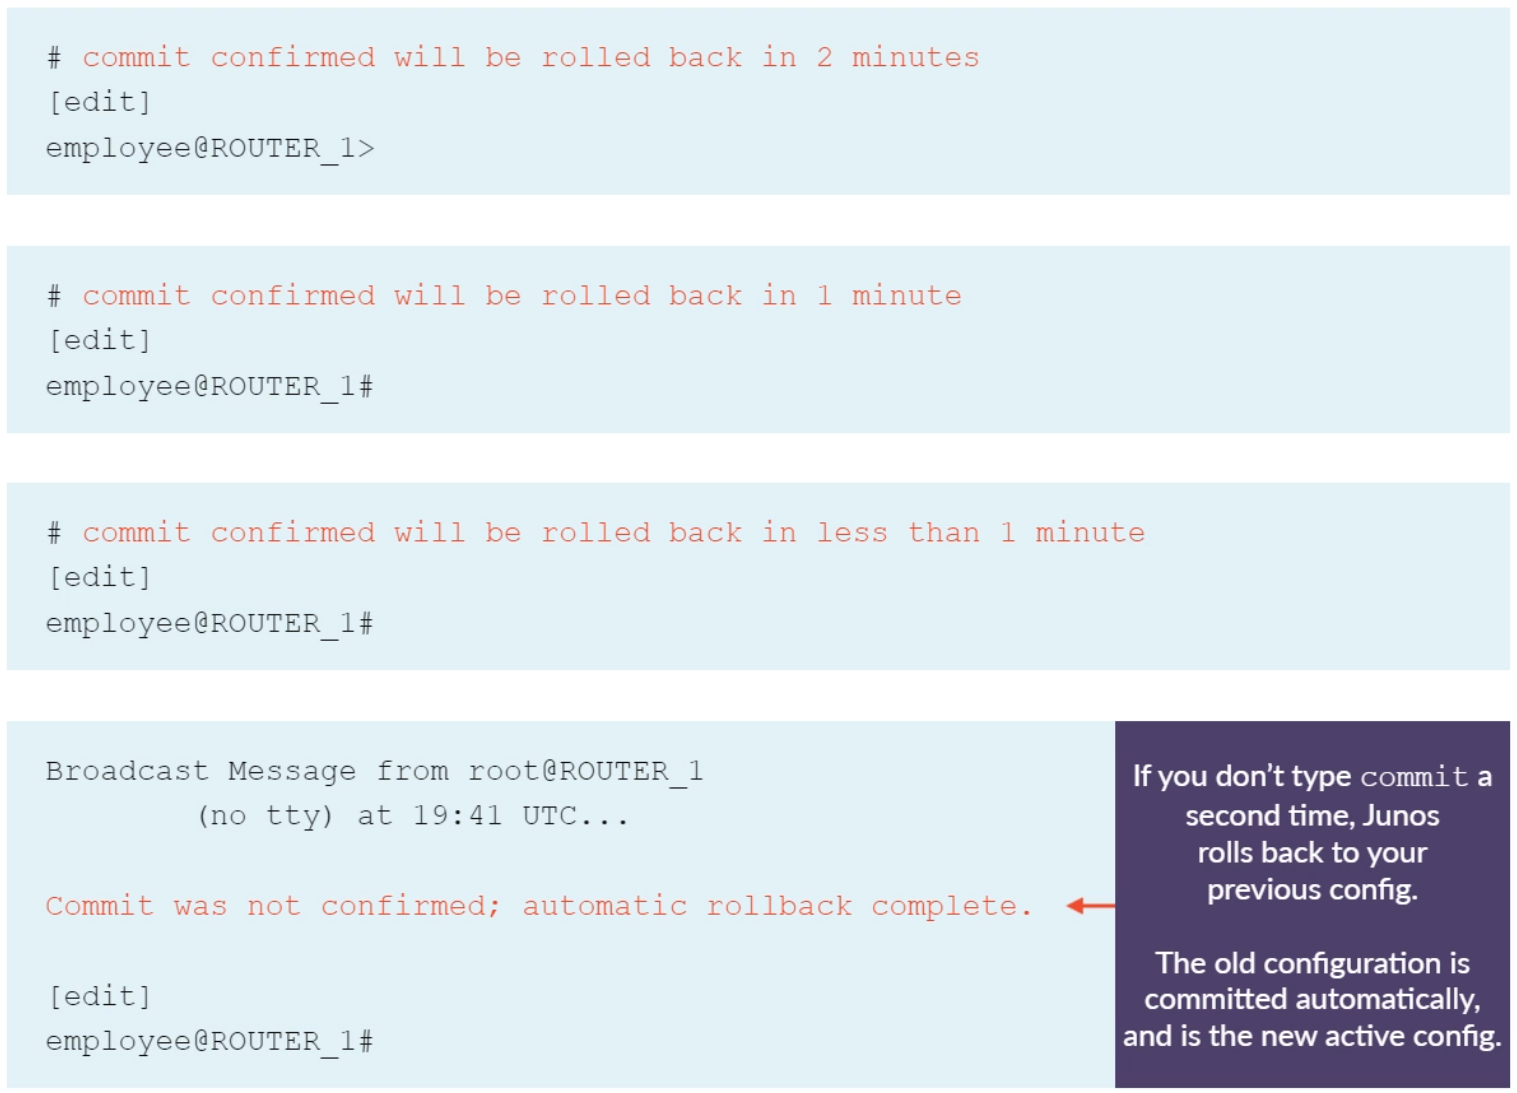 # commit confirmed will be rolled back in 2 minutes
[edit]
employee@ROUTER_1>
# commit confirmed will be rolled back in 1 minute
[edit]
employee@ROUTER_1#
# commit confirmed will be rolled back in less than 1 minute
[edit]
employee@ROUTER_1#
Broadcast Message from root@ROUTER_1
(no tty) at 19:41 UTC...
Commit was not confirmed; automatic rollback complete.
[edit]
employee@ROUTER_1#
If you don’t type commit a
second time, Junos
rolls back to your
previous config.
The old configuration is
committed automatically,
and is the new active config.